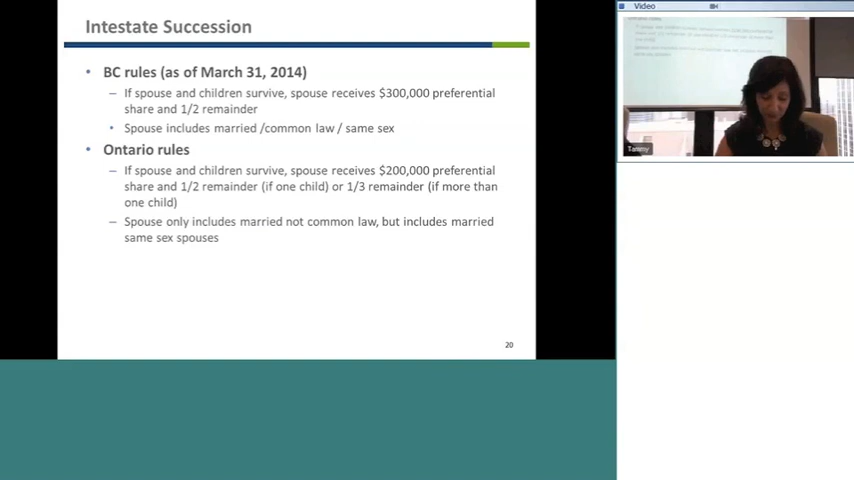 Intestate Succession
• BC rules (as of March 31, 2014)
– If spouse and children survive, spouse receives $300,000 preferential
share and 1/2 remainder
• Spouse includes married /common law / same sex
• Ontario rules
– If spouse and children survive, spouse receives $200,000 preferential
share and 1/2 remainder (if one child) or 1/3 remainder (if more than
one child)
– Spouse only includes married not common law, but includes married
same sex spouses
20
Video
Tammy